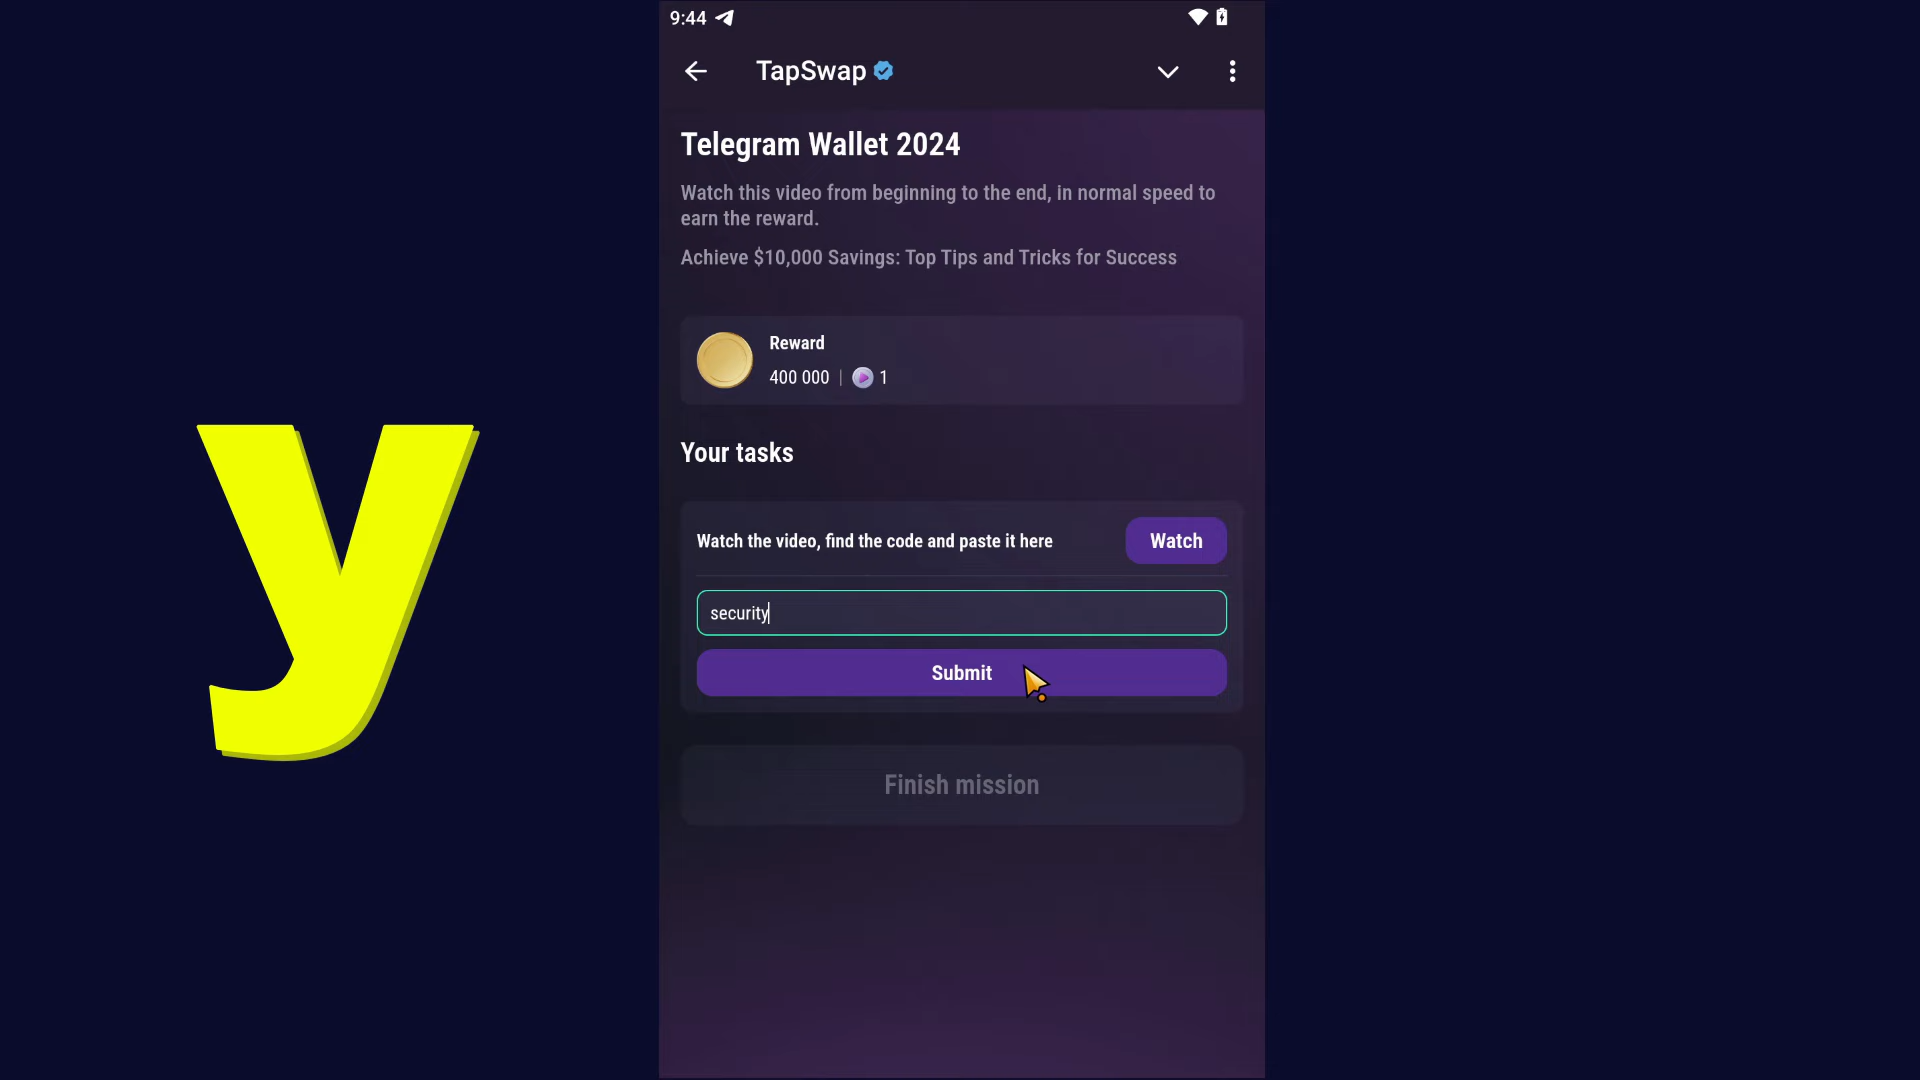 9:44
TapSwap
Telegram Wallet 2024
Watch this video from beginning to the end, in normal speed to
earn the reward.
Achieve $10,000 Savings: Top Tips and Tricks for Success
Reward
400 000 | 1
Your tasks
Watch the video, find the code and paste it here
Watch
y
security
Submit
Finish mission